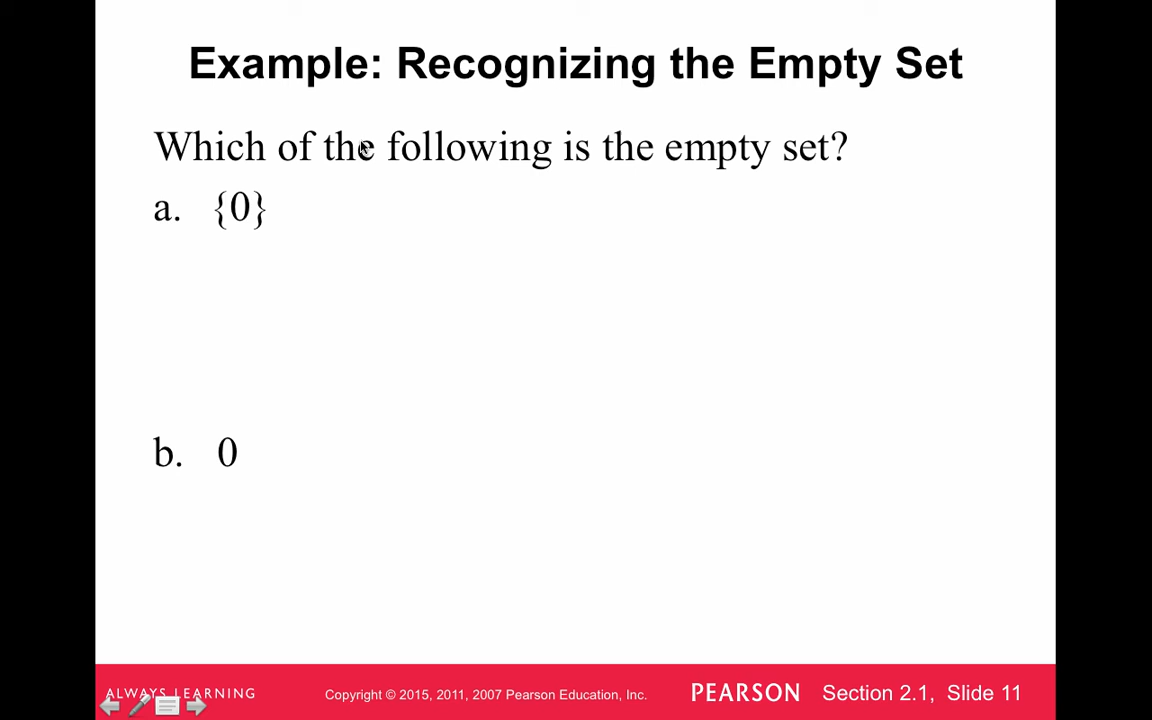 Example: Recognizing the Empty Set
Which of the following is the empty set?
a. {0}
b. 0
ALWAYS LEARNING
Copyright © 2015, 2011, 2007 Pearson Education, Inc.
PEARSON
Section 2.1, Slide 11